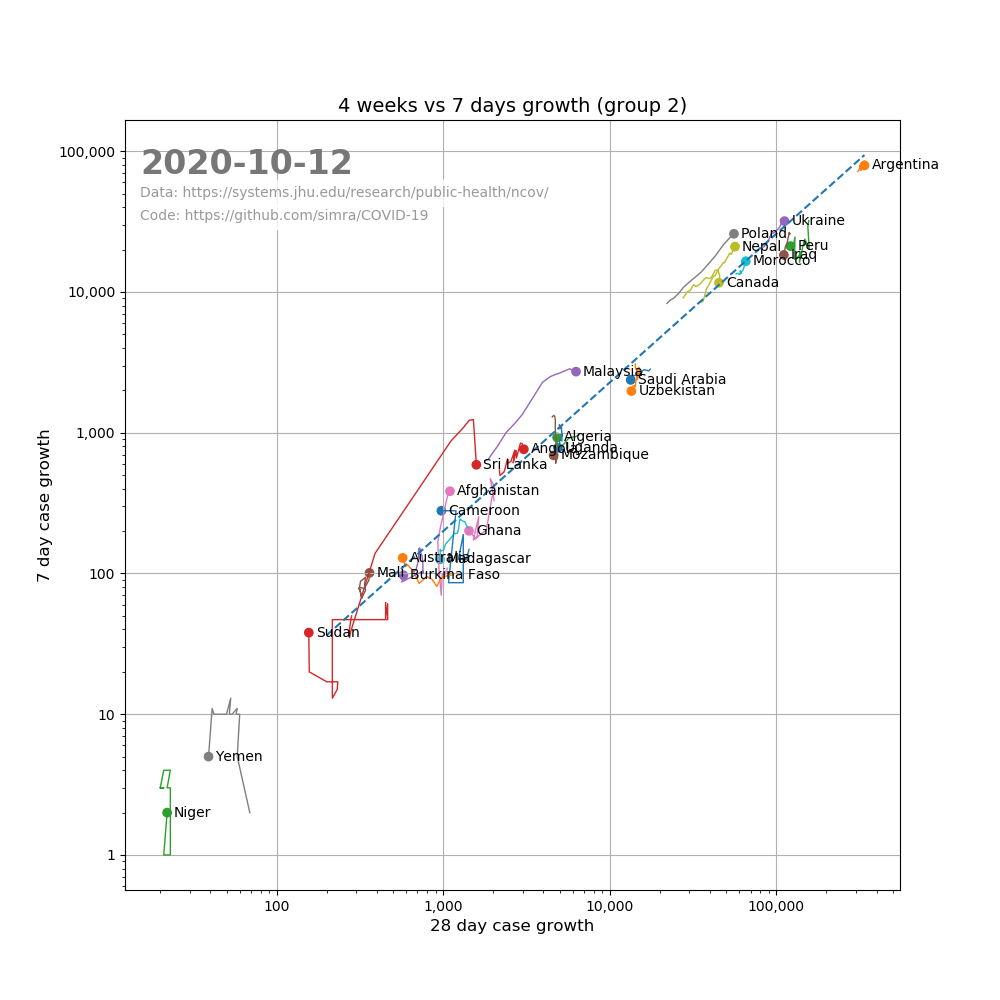 4 weeks vs 7 days growth (group 2)
2020-10-12
Data: https://systems.jhu.edu/research/public-health/ncov/
Code: https://github.com/simra/COVID-19
100,000
10,000
1,000
100
10
1
7 day case growth
Argentina
Ukraine
Poland
Peru
Nepal
Iraq
Morocco
Canada
Malaysia
Saudi Arabia
Uzbekistan
Algeria
Uganda
Angola
Mozambique
Sri Lanka
Afghanistan
Cameroon
Ghana
Australia
Madagascar
Mali
Burkina Faso
Sudan
Yemen
Niger
100
1,000
10,000
100,000
28 day case growth